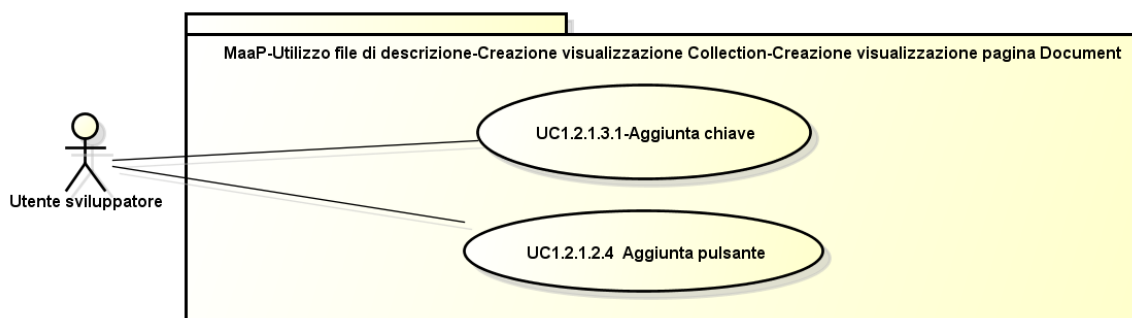 MaaP-Utilizzo file di descrizione-Creazione visualizzazione Collection-Creazione visualizzazione pagina Document
UC1.2.1.3.1-Aggiunta chiave
Utente sviluppatore
UC1.2.1.2.4 Aggiunta pulsante